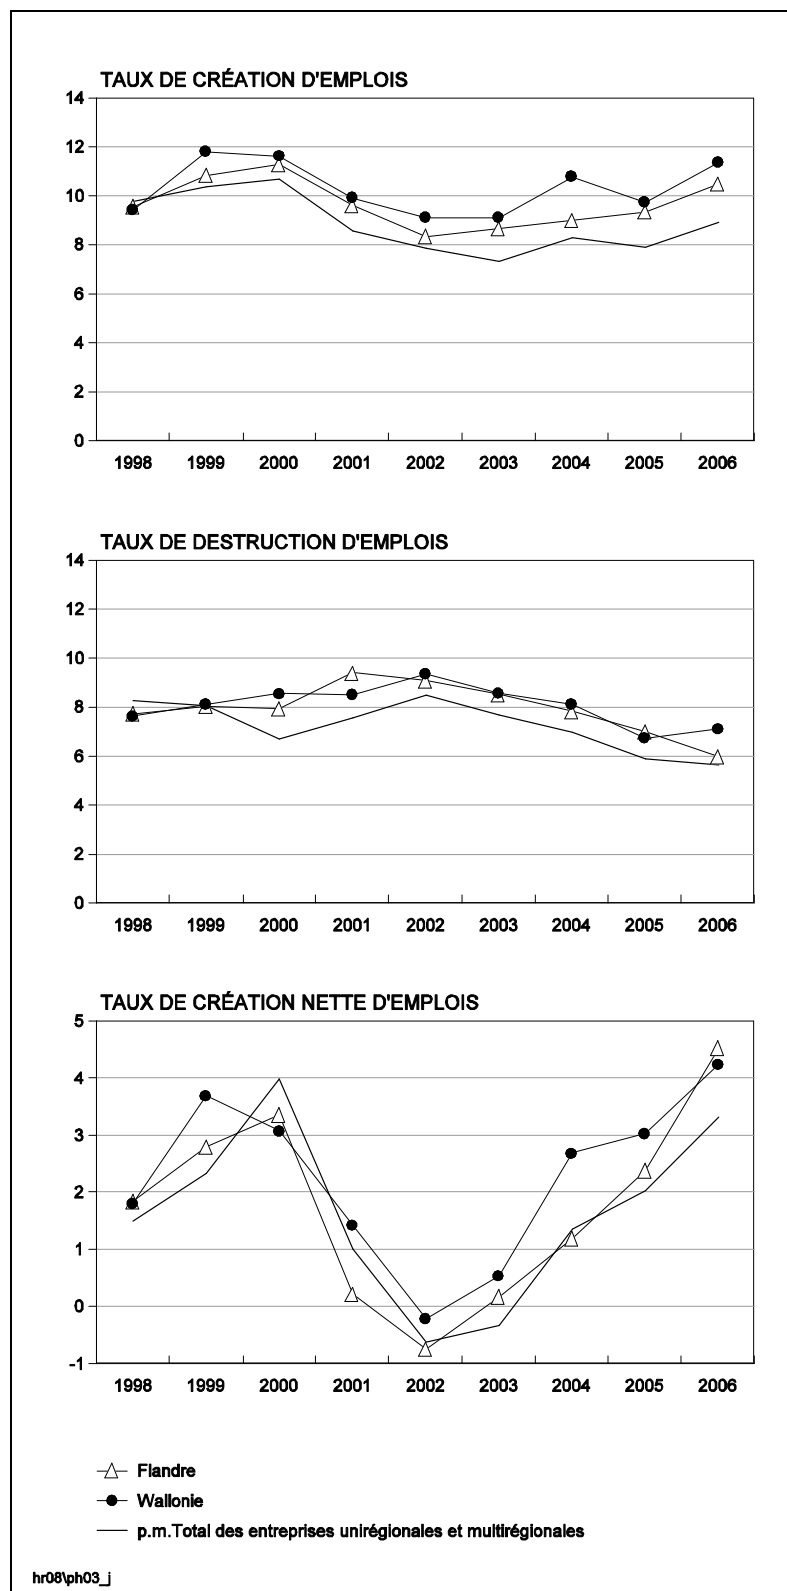 TAUX DE CRÉATION D'EMPLOIS
14
12
10
8
6
4
2
0
1998 1999 2000 2001 2002 2003 2004 2005 2006
TAUX DE DESTRUCTION D'EMPLOIS
14
12
10
8
6
4
2
0
1998 1999 2000 2001 2002 2003 2004 2005 2006
TAUX DE CRÉATION NETTE D'EMPLOIS
5
4
3
2
1
0
-1
1998 1999 2000 2001 2002 2003 2004 2005 2006
Flandre
Wallonie
p.m.Total des entreprises unirégionales et multirégionales
hr08\ph03_j